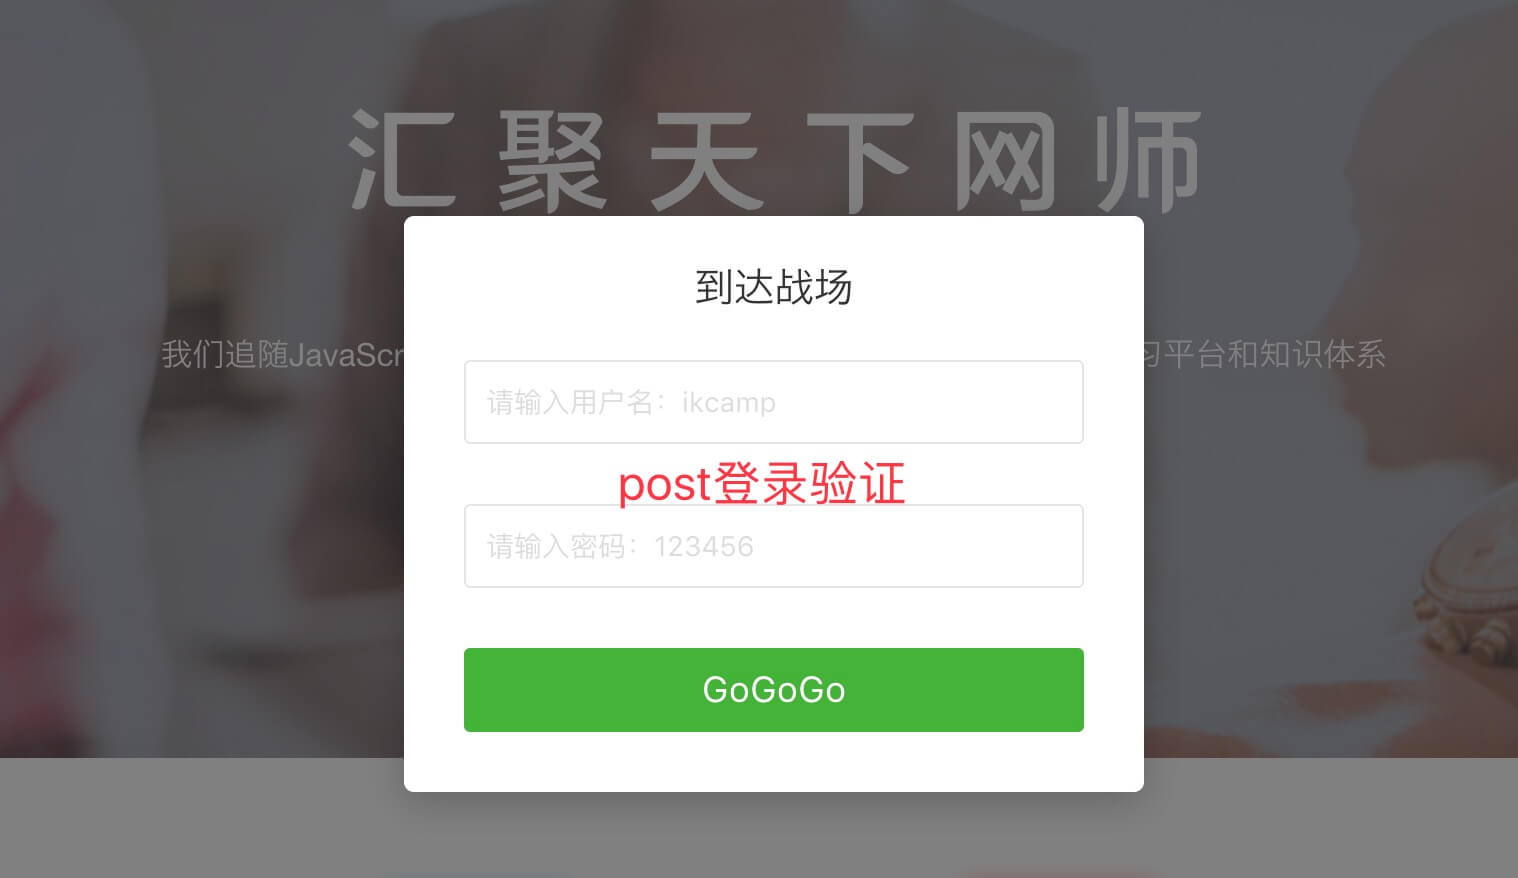 汇聚天下网师
到达战场
我们追随JavaScr
习平台和知识体系
请输入用户名：ikcamp
post登录验证
请输入密码：123456
GoGoGo